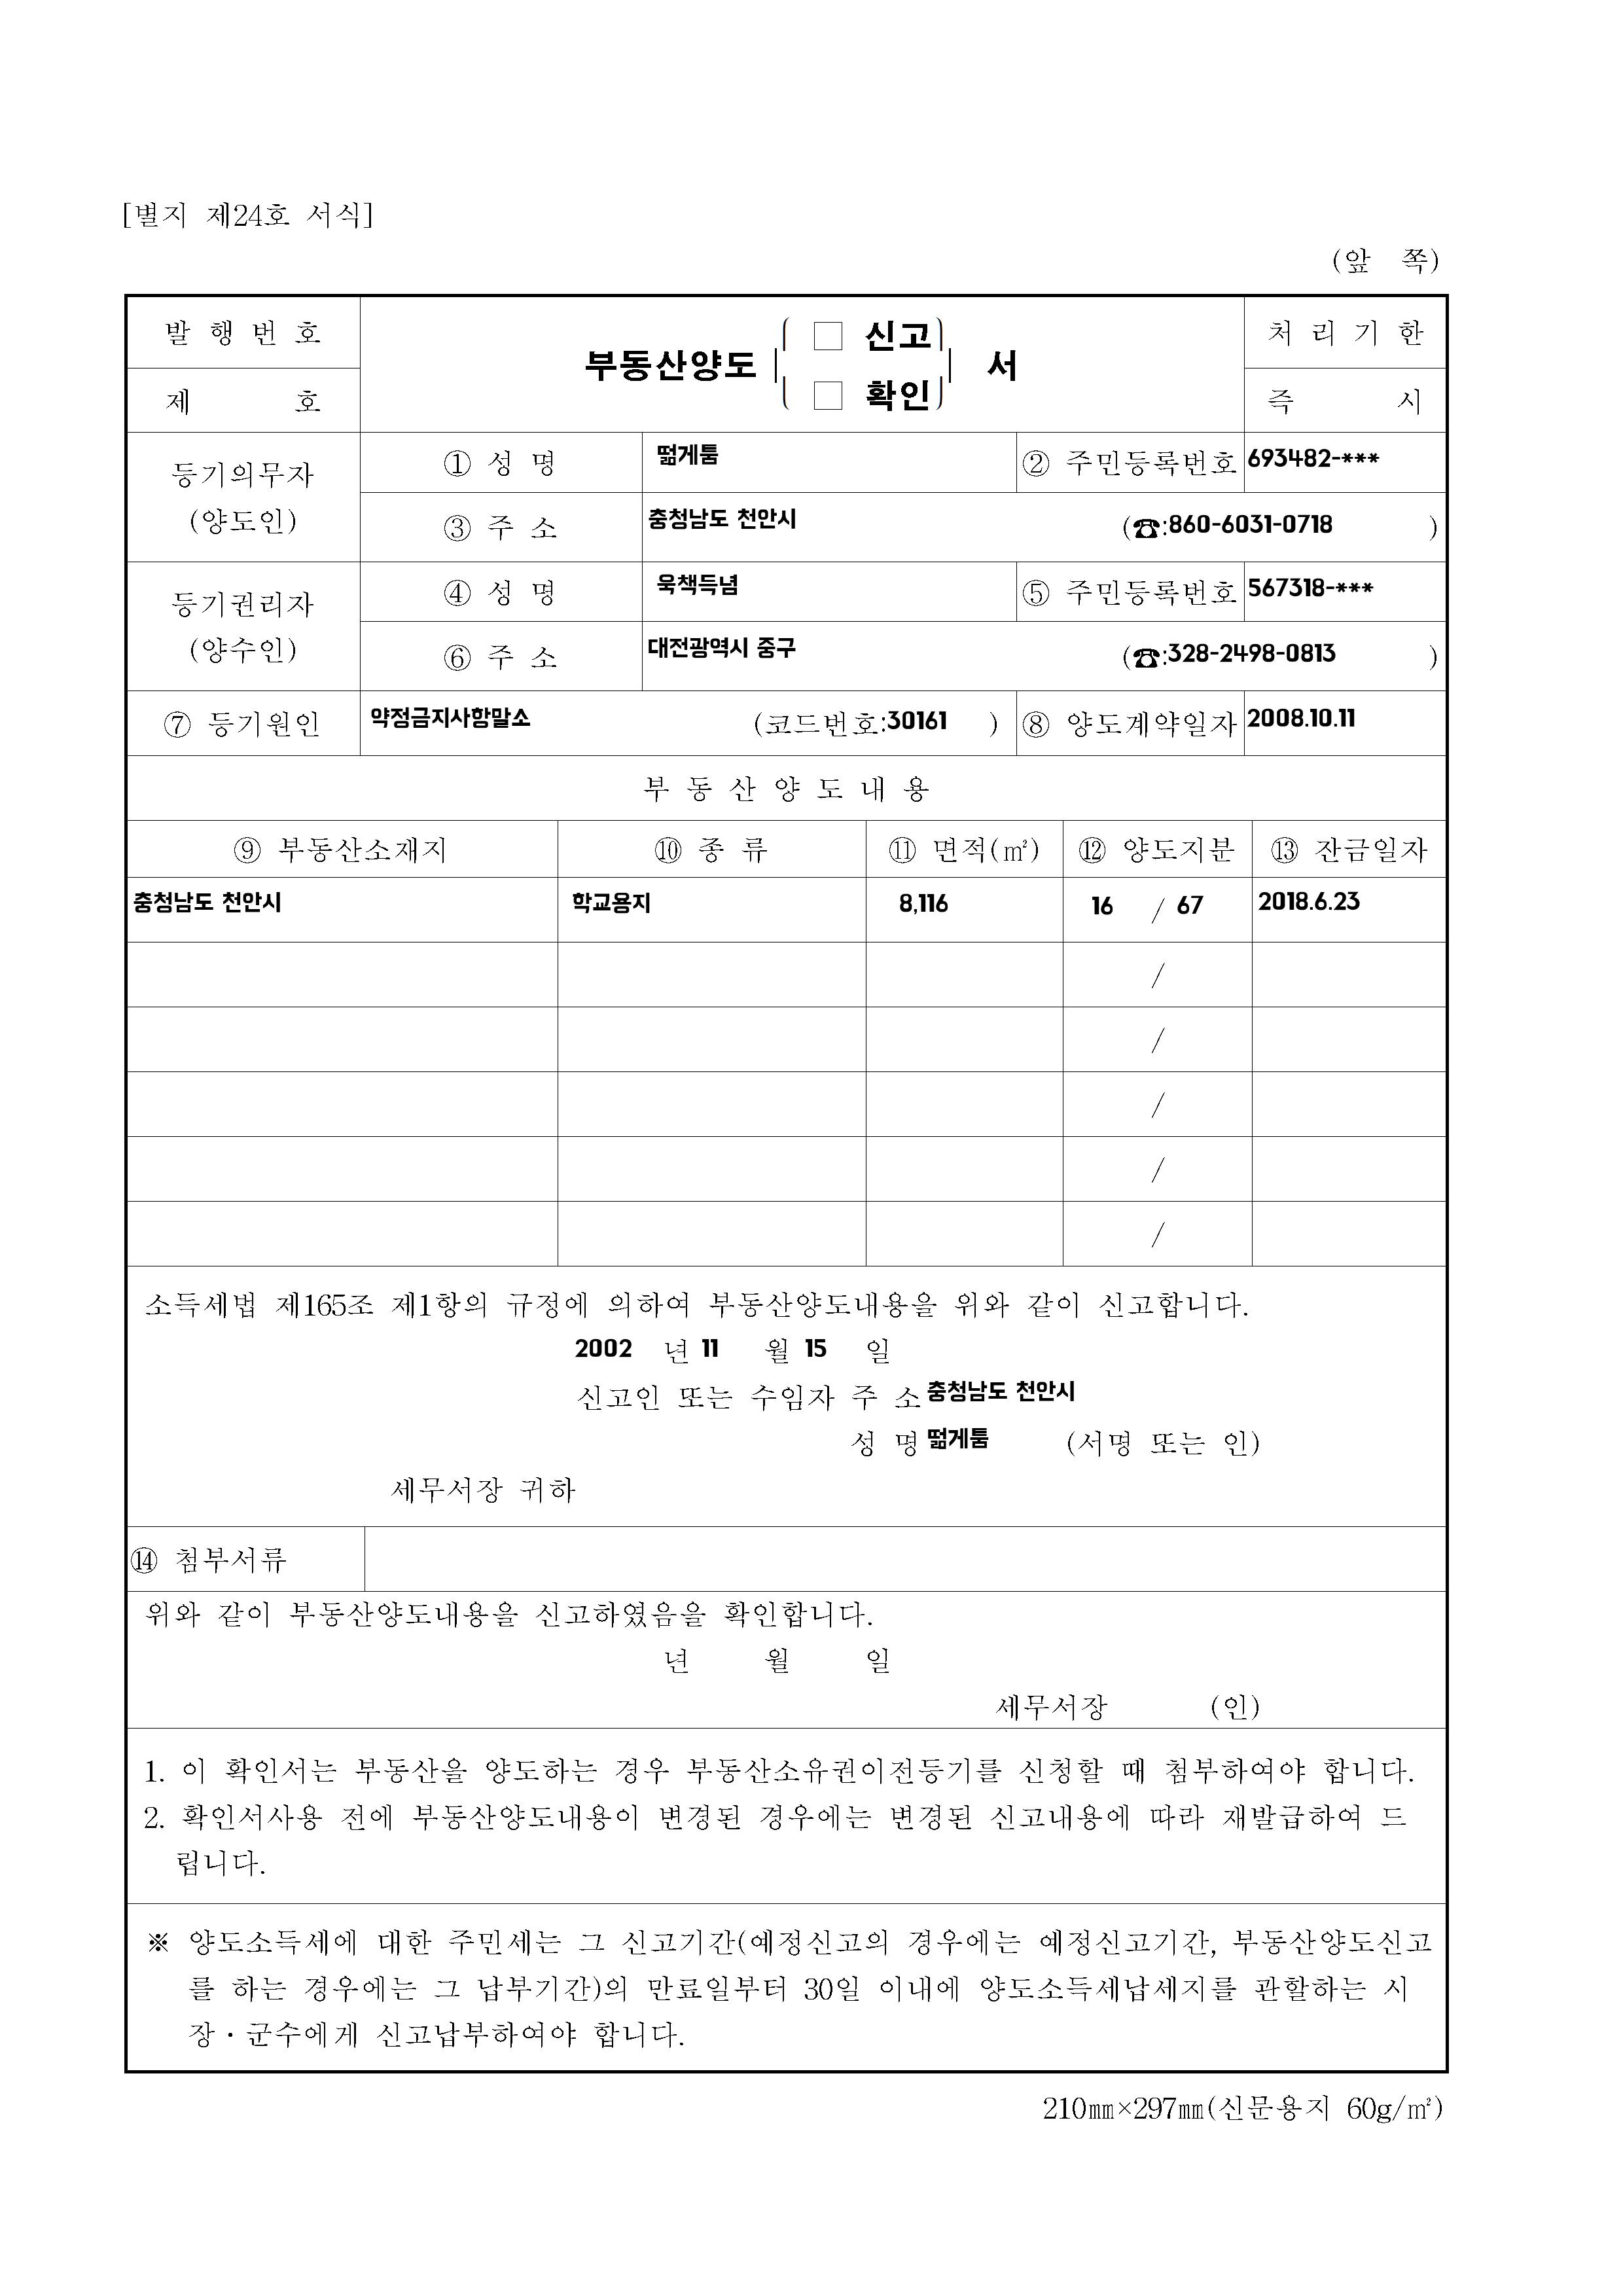 [별지 제24호 서식]
(앞 쪽)
발 행 번 호
제 호
부동산양도 □ 신고 □ 확인 서
처 리 기 한
즉 시
등기의무자
(양도인)
① 성 명 떪게툼 ② 주민등록번호 693482-***
③ 주 소 충청남도 천안시 (☎:860-6031-0718 )
등기권리자
(양수인)
④ 성 명 욱책득념 ⑤ 주민등록번호 567318-***
⑥ 주 소 대전광역시 중구 (☎:328-2498-0813 )
⑦ 등기원인 약정금지사항말소 (코드번호:30161 ) ⑧ 양도계약일자 2008.10.11
부 동 산 양 도 내 용
⑨ 부동산소재지 ⑩ 종 류 ⑪ 면적(㎡) ⑫ 양도지분 ⑬ 잔금일자
충청남도 천안시 학교용지 8,116 16 / 67 2018.6.23
/
/
/
/
/
소득세법 제165조 제1항의 규정에 의하여 부동산양도내용을 위와 같이 신고합니다.
2002 년 11 월 15 일
신고인 또는 수임자 주 소 충청남도 천안시
성 명 떪게툼 (서명 또는 인)
세무서장 귀하
⑭ 첨부서류
위와 같이 부동산양도내용을 신고하였음을 확인합니다.
년 월 일
세무서장 (인)
1. 이 확인서는 부동산을 양도하는 경우 부동산소유권이전등기를 신청할 때 첨부하여야 합니다.
2. 확인서사용 전에 부동산양도내용이 변경된 경우에는 변경된 신고내용에 따라 재발급하여 드
립니다.
※ 양도소득세에 대한 주민세는 그 신고기간(예정신고의 경우에는 예정신고기간, 부동산양도신고
를 하는 경우에는 그 납부기간)의 만료일부터 30일 이내에 양도소득세납세지를 관할하는 시
장·군수에게 신고납부하여야 합니다.
210㎜×297㎜(신문용지 60g/㎡)